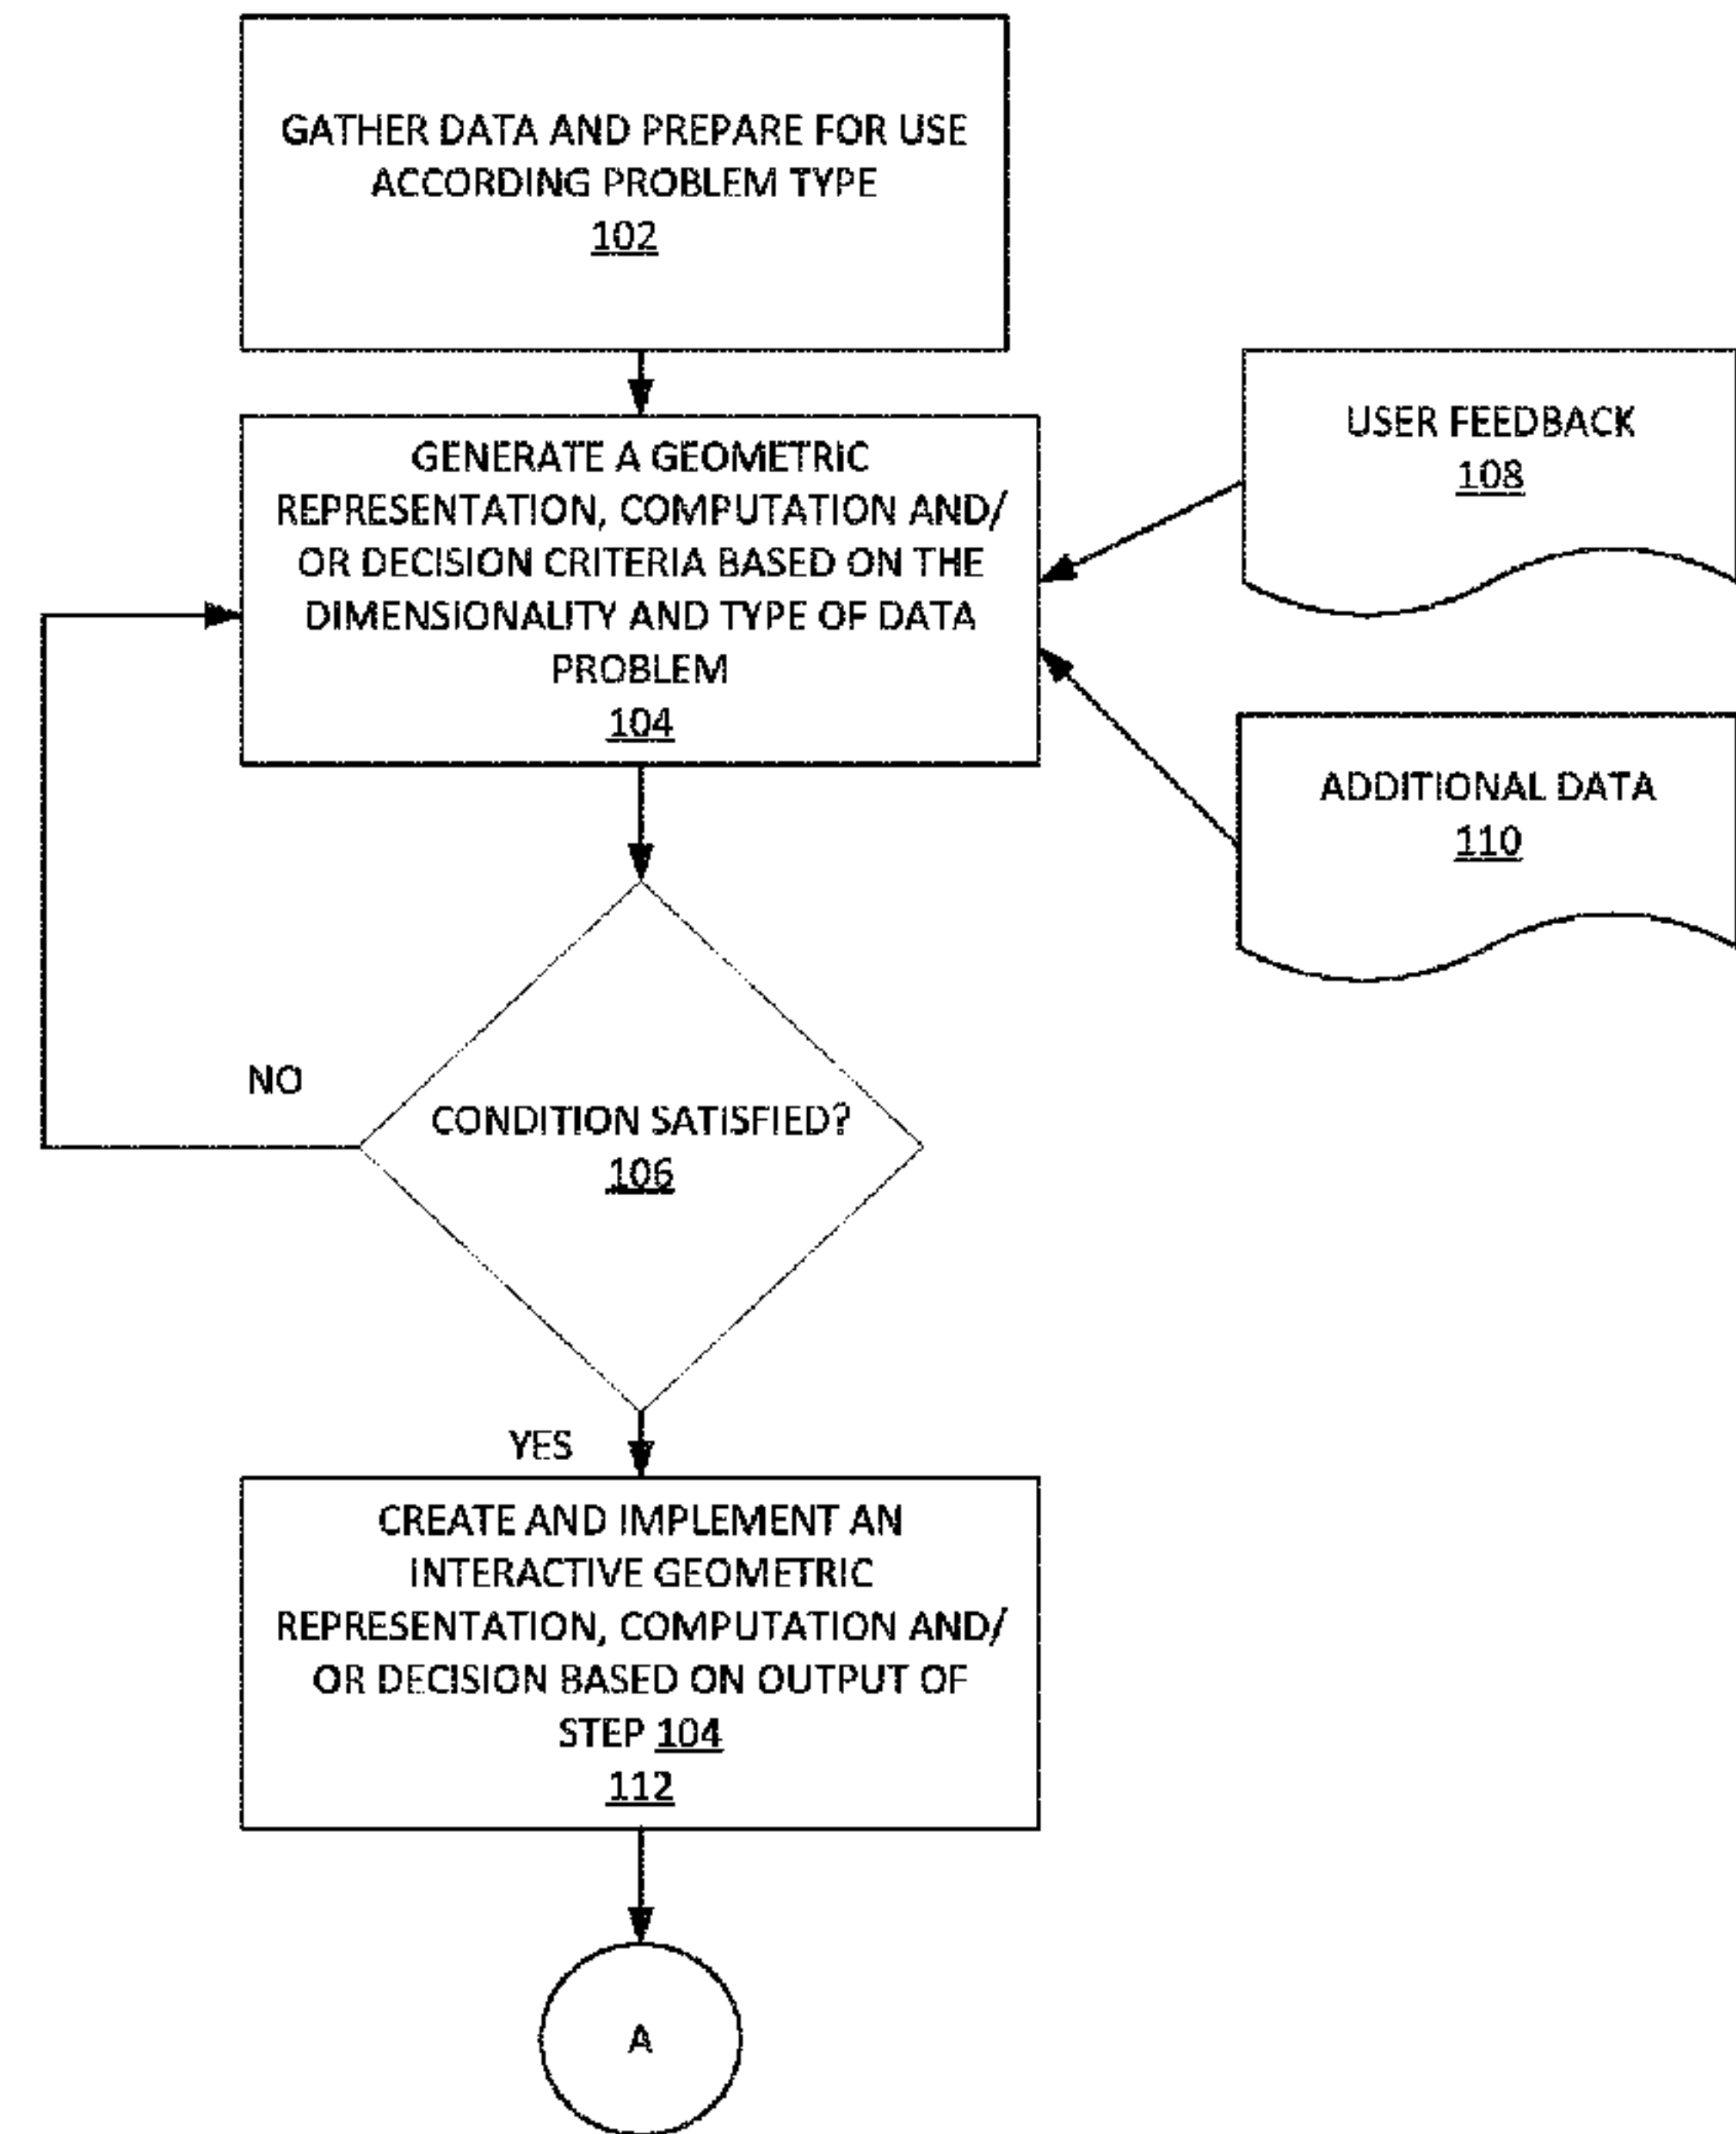 GATHER DATA AND PREPARE FOR USE
ACCORDING PROBLEM TYPE
102
GENERATE A GEOMETRIC
REPRESENTATION, COMPUTATION AND/
OR DECISION CRITERIA BASED ON THE
DIMENSIONALITY AND TYPE OF DATA
PROBLEM
104
USER FEEDBACK
108
ADDITIONAL DATA
110
NO
CONDITION SATISFIED?
106
YES
CREATE AND IMPLEMENT AN
INTERACTIVE GEOMETRIC
REPRESENTATION, COMPUTATION AND/
OR DECISION BASED ON OUTPUT OF
STEP 104
112
A